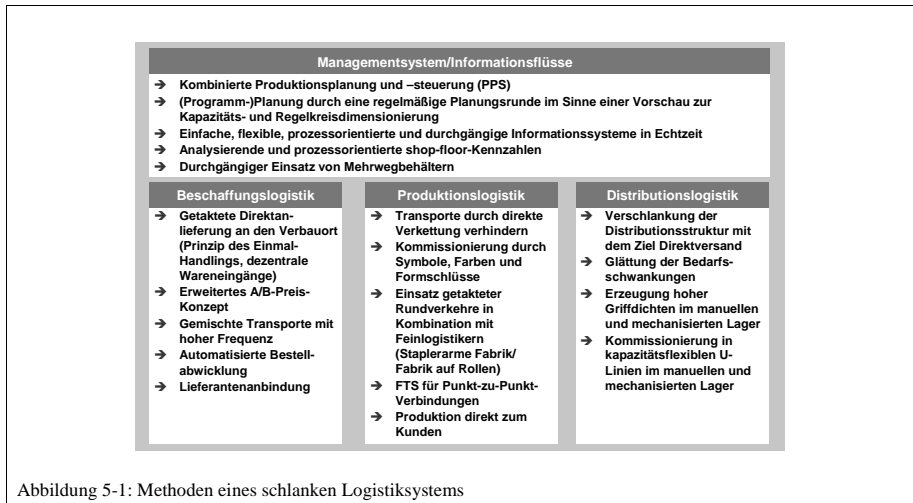 Managementsystem/Informationsflüsse
➔ Kombinierte Produktionsplanung und –steuerung (PPS)
➔ (Programm-)Planung durch eine regelmäßige Planungsrunde im Sinne einer Vorschau zur
Kapazitäts- und Regelkreisdimensionierung
➔ Einfache, flexible, prozessorientierte und durchgängige Informationssysteme in Echtzeit
➔ Analysierende und prozessorientierte shop-floor-Kennzahlen
➔ Durchgängiger Einsatz von Mehrwegbehältern
Beschaffungslogistik
➔ Getaktete Direktan-
lieferung an den Verbauort
(Prinzip des Einmal-
Handlings, dezentrale
Wareneingänge)
➔ Erweitertes A/B-Preis-
Konzept
➔ Gemischte Transporte mit
hoher Frequenz
➔ Automatisierte Bestell-
abwicklung
➔ Lieferantenanbindung
Produktionslogistik
➔ Transporte durch direkte
Verkettung verhindern
➔ Kommissionierung durch
Symbole, Farben und
Formschlüsse
➔ Einsatz getakteter
Rundverkehre in
Kombination mit
Feinlogistikern
(Staplerarme Fabrik/
Fabrik auf Rollen)
➔ FTS für Punkt-zu-Punkt-
Verbindungen
➔ Produktion direkt zum
Kunden
Distributionslogistik
➔ Verschlankung der
Distributionsstruktur mit
dem Ziel Direktversand
➔ Glättung der Bedarfs-
schwankungen
➔ Erzeugung hoher
Griffdichten im manuellen
und mechanisierten Lager
➔ Kommissionierung in
kapazitätsflexiblen U-
Linien im manuellen und
mechanisierten Lager
Abbildung 5-1: Methoden eines schlanken Logistiksystems